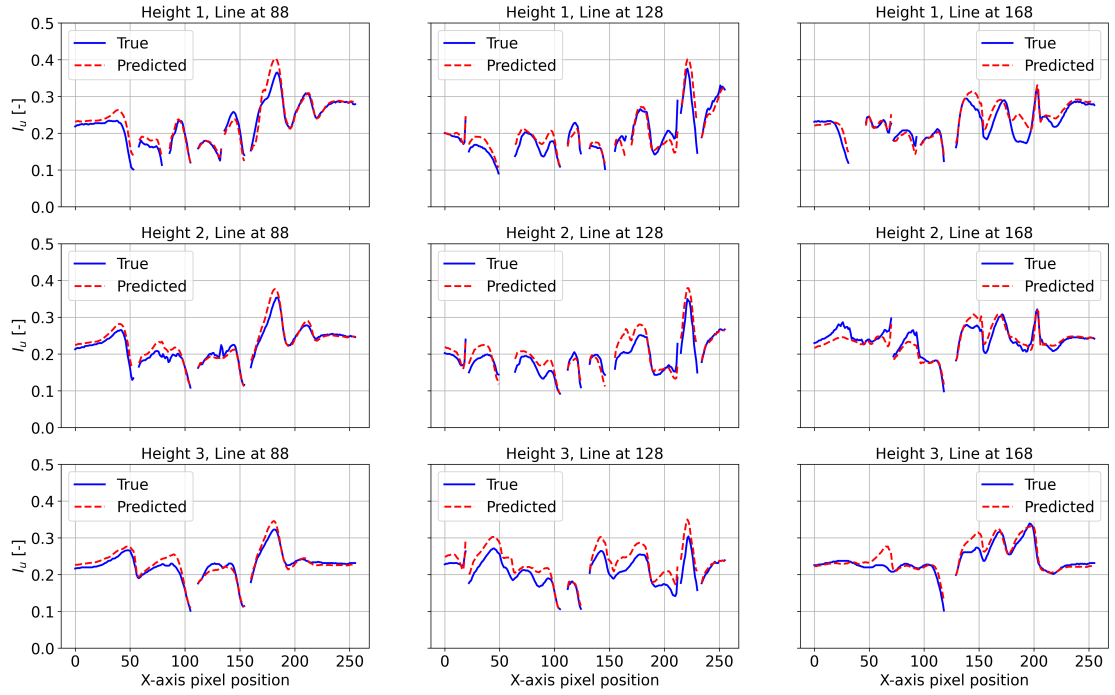 Height 1, Line at 88 Height 1, Line at 128 Height 1, Line at 168
0.5
0.4
0.3
0.2
0.1
0.0
I_u [-]
True
Predicted
True
Predicted
True
Predicted
Height 2, Line at 88 Height 2, Line at 128 Height 2, Line at 168
0.5
0.4
0.3
0.2
0.1
0.0
I_u [-]
True
Predicted
True
Predicted
True
Predicted
Height 3, Line at 88 Height 3, Line at 128 Height 3, Line at 168
0.5
0.4
0.3
0.2
0.1
0.0
I_u [-]
True
Predicted
True
Predicted
True
Predicted
0 50 100 150 200 250 0 50 100 150 200 250 0 50 100 150 200 250
X-axis pixel position X-axis pixel position X-axis pixel position